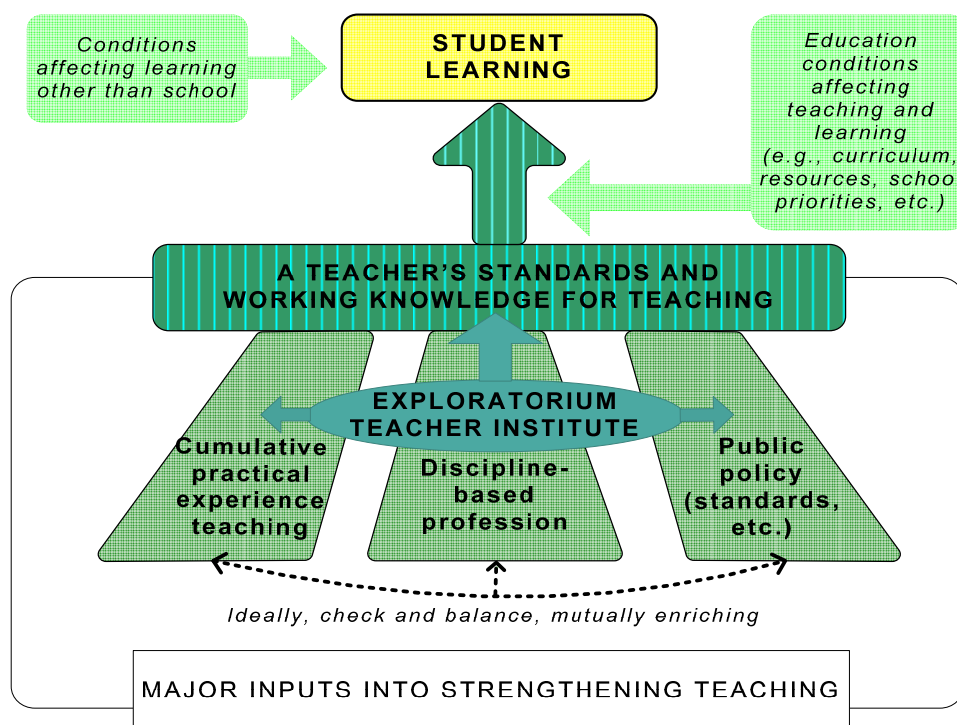 Conditions
affecting learning
other than school
STUDENT
LEARNING
Education
conditions
affecting
teaching and
learning
(e.g., curriculum,
resources, school
priorities, etc.)
A TEACHER'S STANDARDS AND
WORKING KNOWLEDGE FOR TEACHING
EXPLORATORIUM
TEACHER INSTITUTE
Cumulative
practical
experience
teaching
Discipline-
based
profession
Public
policy
(standards,
etc.)
Ideally, check and balance, mutually enriching
MAJOR INPUTS INTO STRENGTHENING TEACHING